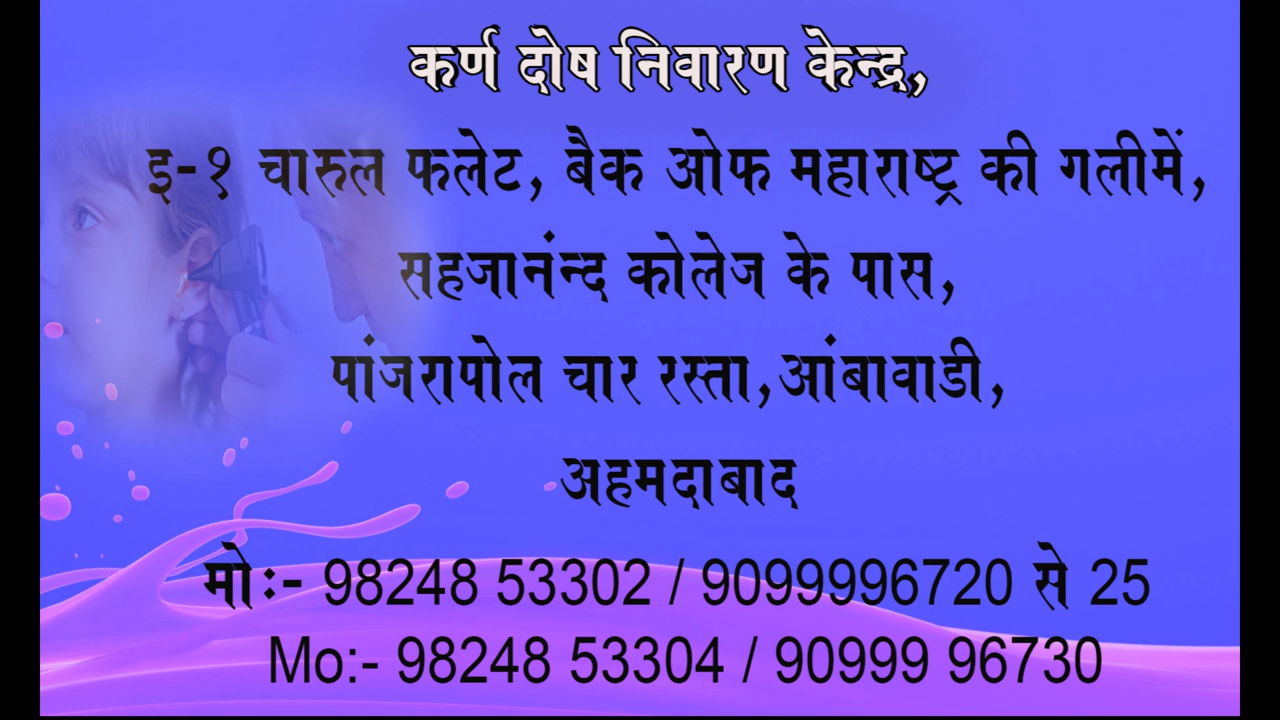 कर्ण दोष निवारण केन्द्र,
इ-१ चारुल फलेट, बैक ओफ महाराष्ट्र की गलीमें,
सहजानंन्द कोलेज के पास,
पांजरापोल चार रस्ता,आंबावाडी,
अहमदाबाद
मोः- 98248 53302 / 9099996720 से 25
Mo:- 98248 53304 / 90999 96730